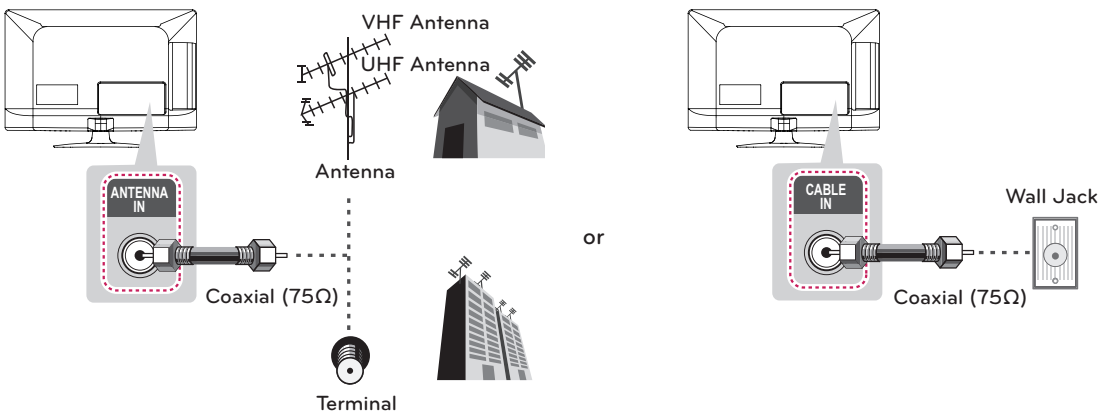 VHF Antenna
UHF Antenna
Antenna
ANTENNA
IN
Coaxial (75Ω)
Terminal
or
CABLE
IN
Wall Jack
Coaxial (75Ω)